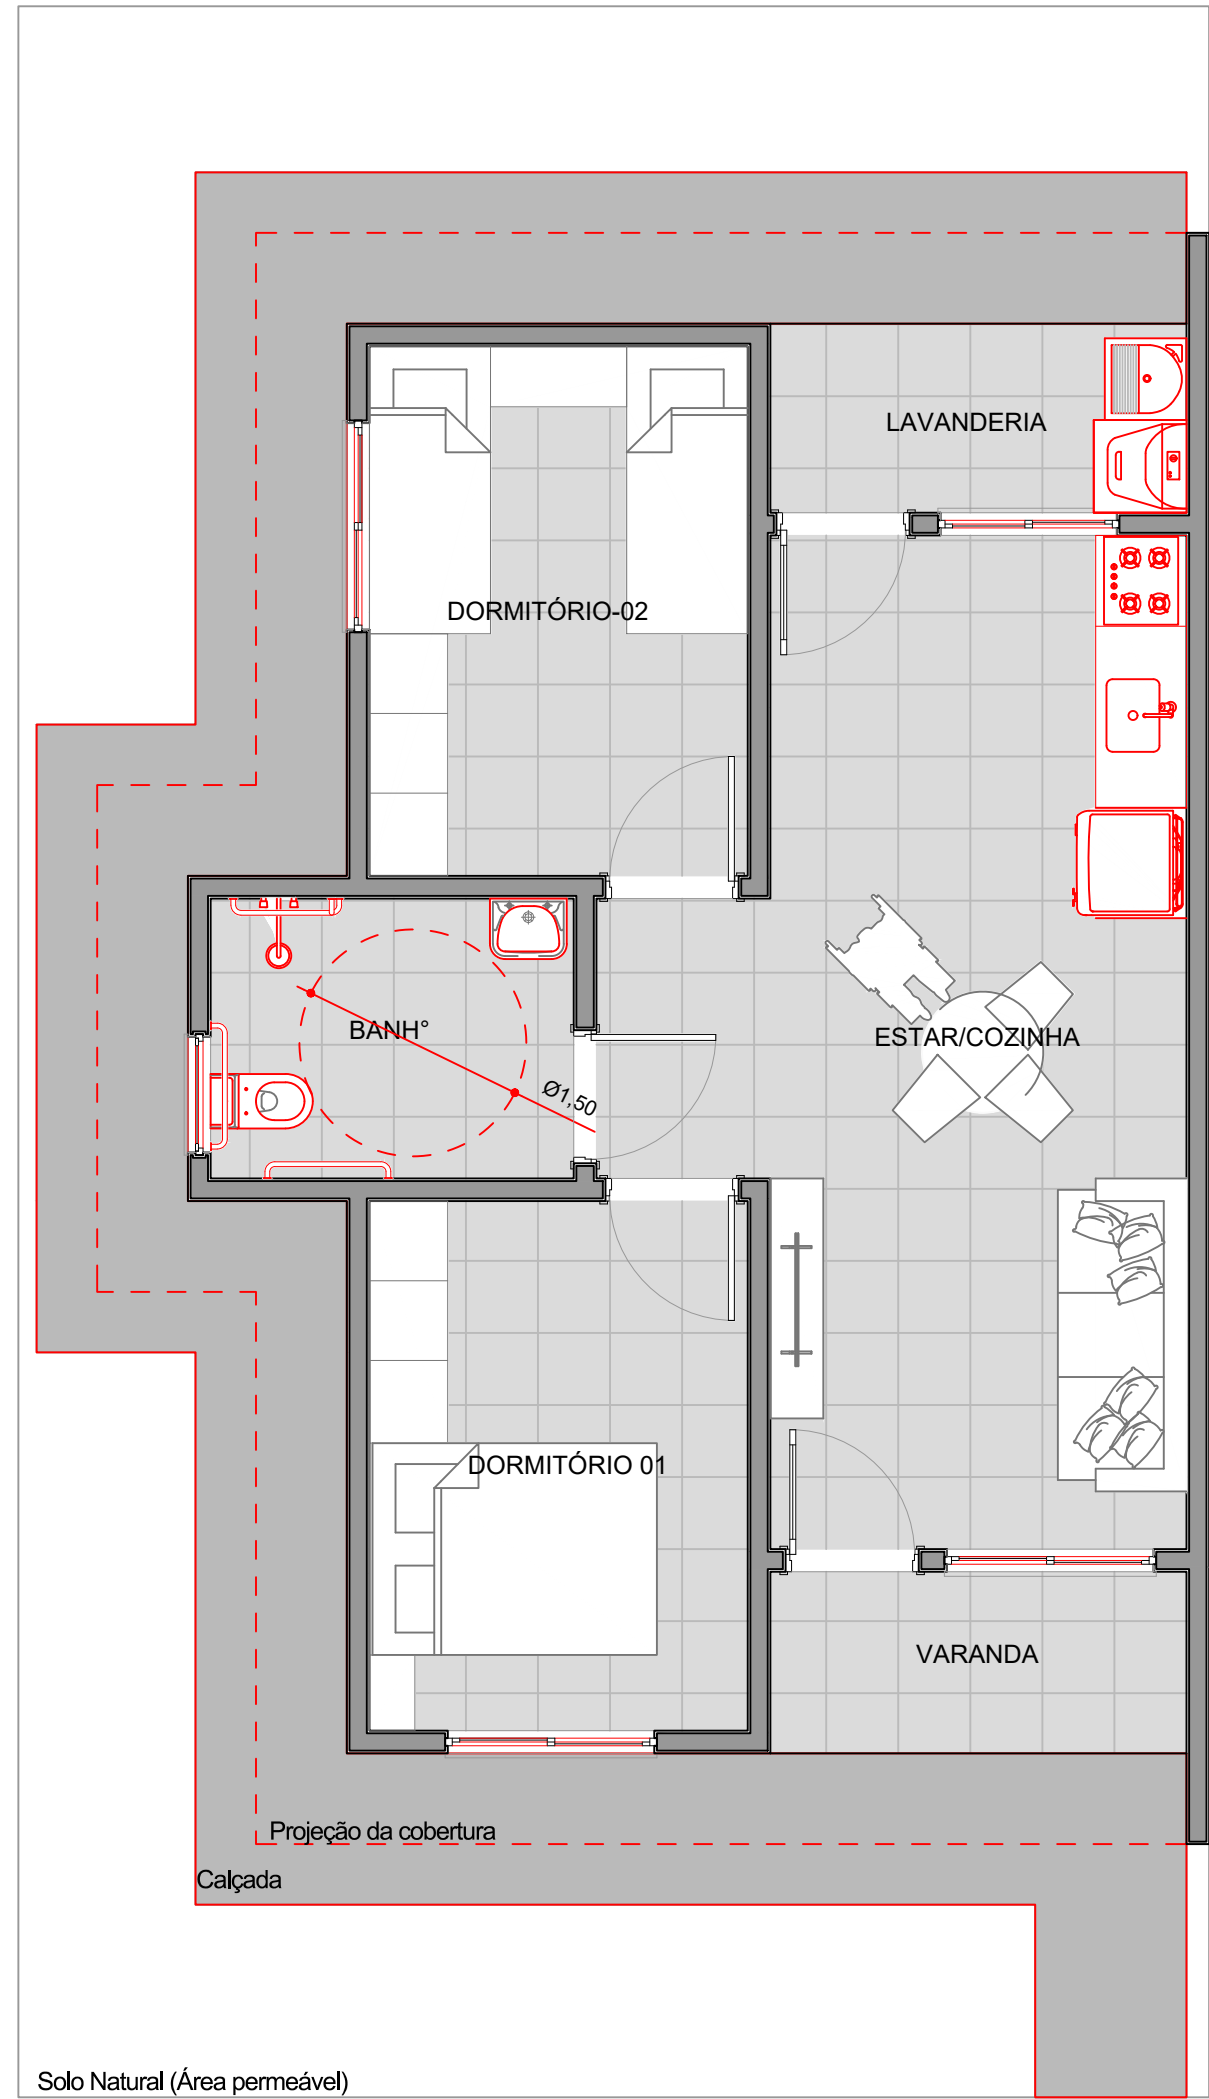 LAVANDERIA
DORMITÓRIO-02
BANH°
ESTAR/COZINHA
Ø1,50
DORMITÓRIO 01
VARANDA
Projeção da cobertura
Calçada
Solo Natural (Área permeável)